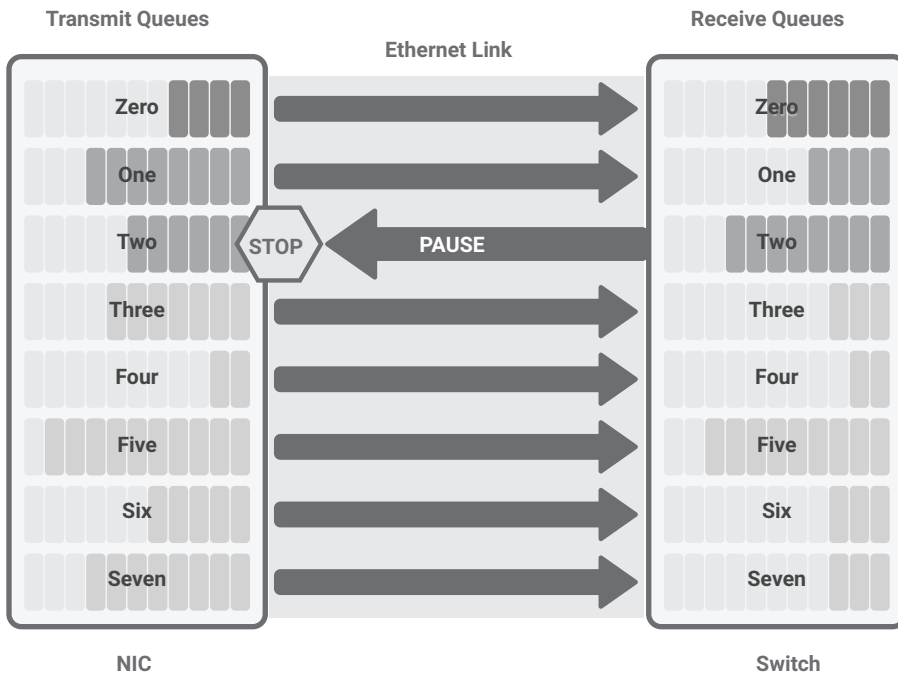 Transmit Queues
Receive Queues
Ethernet Link
Zero
Zero
One
One
Two
STOP
PAUSE
Two
Three
Three
Four
Four
Five
Five
Six
Six
Seven
Seven
NIC
Switch